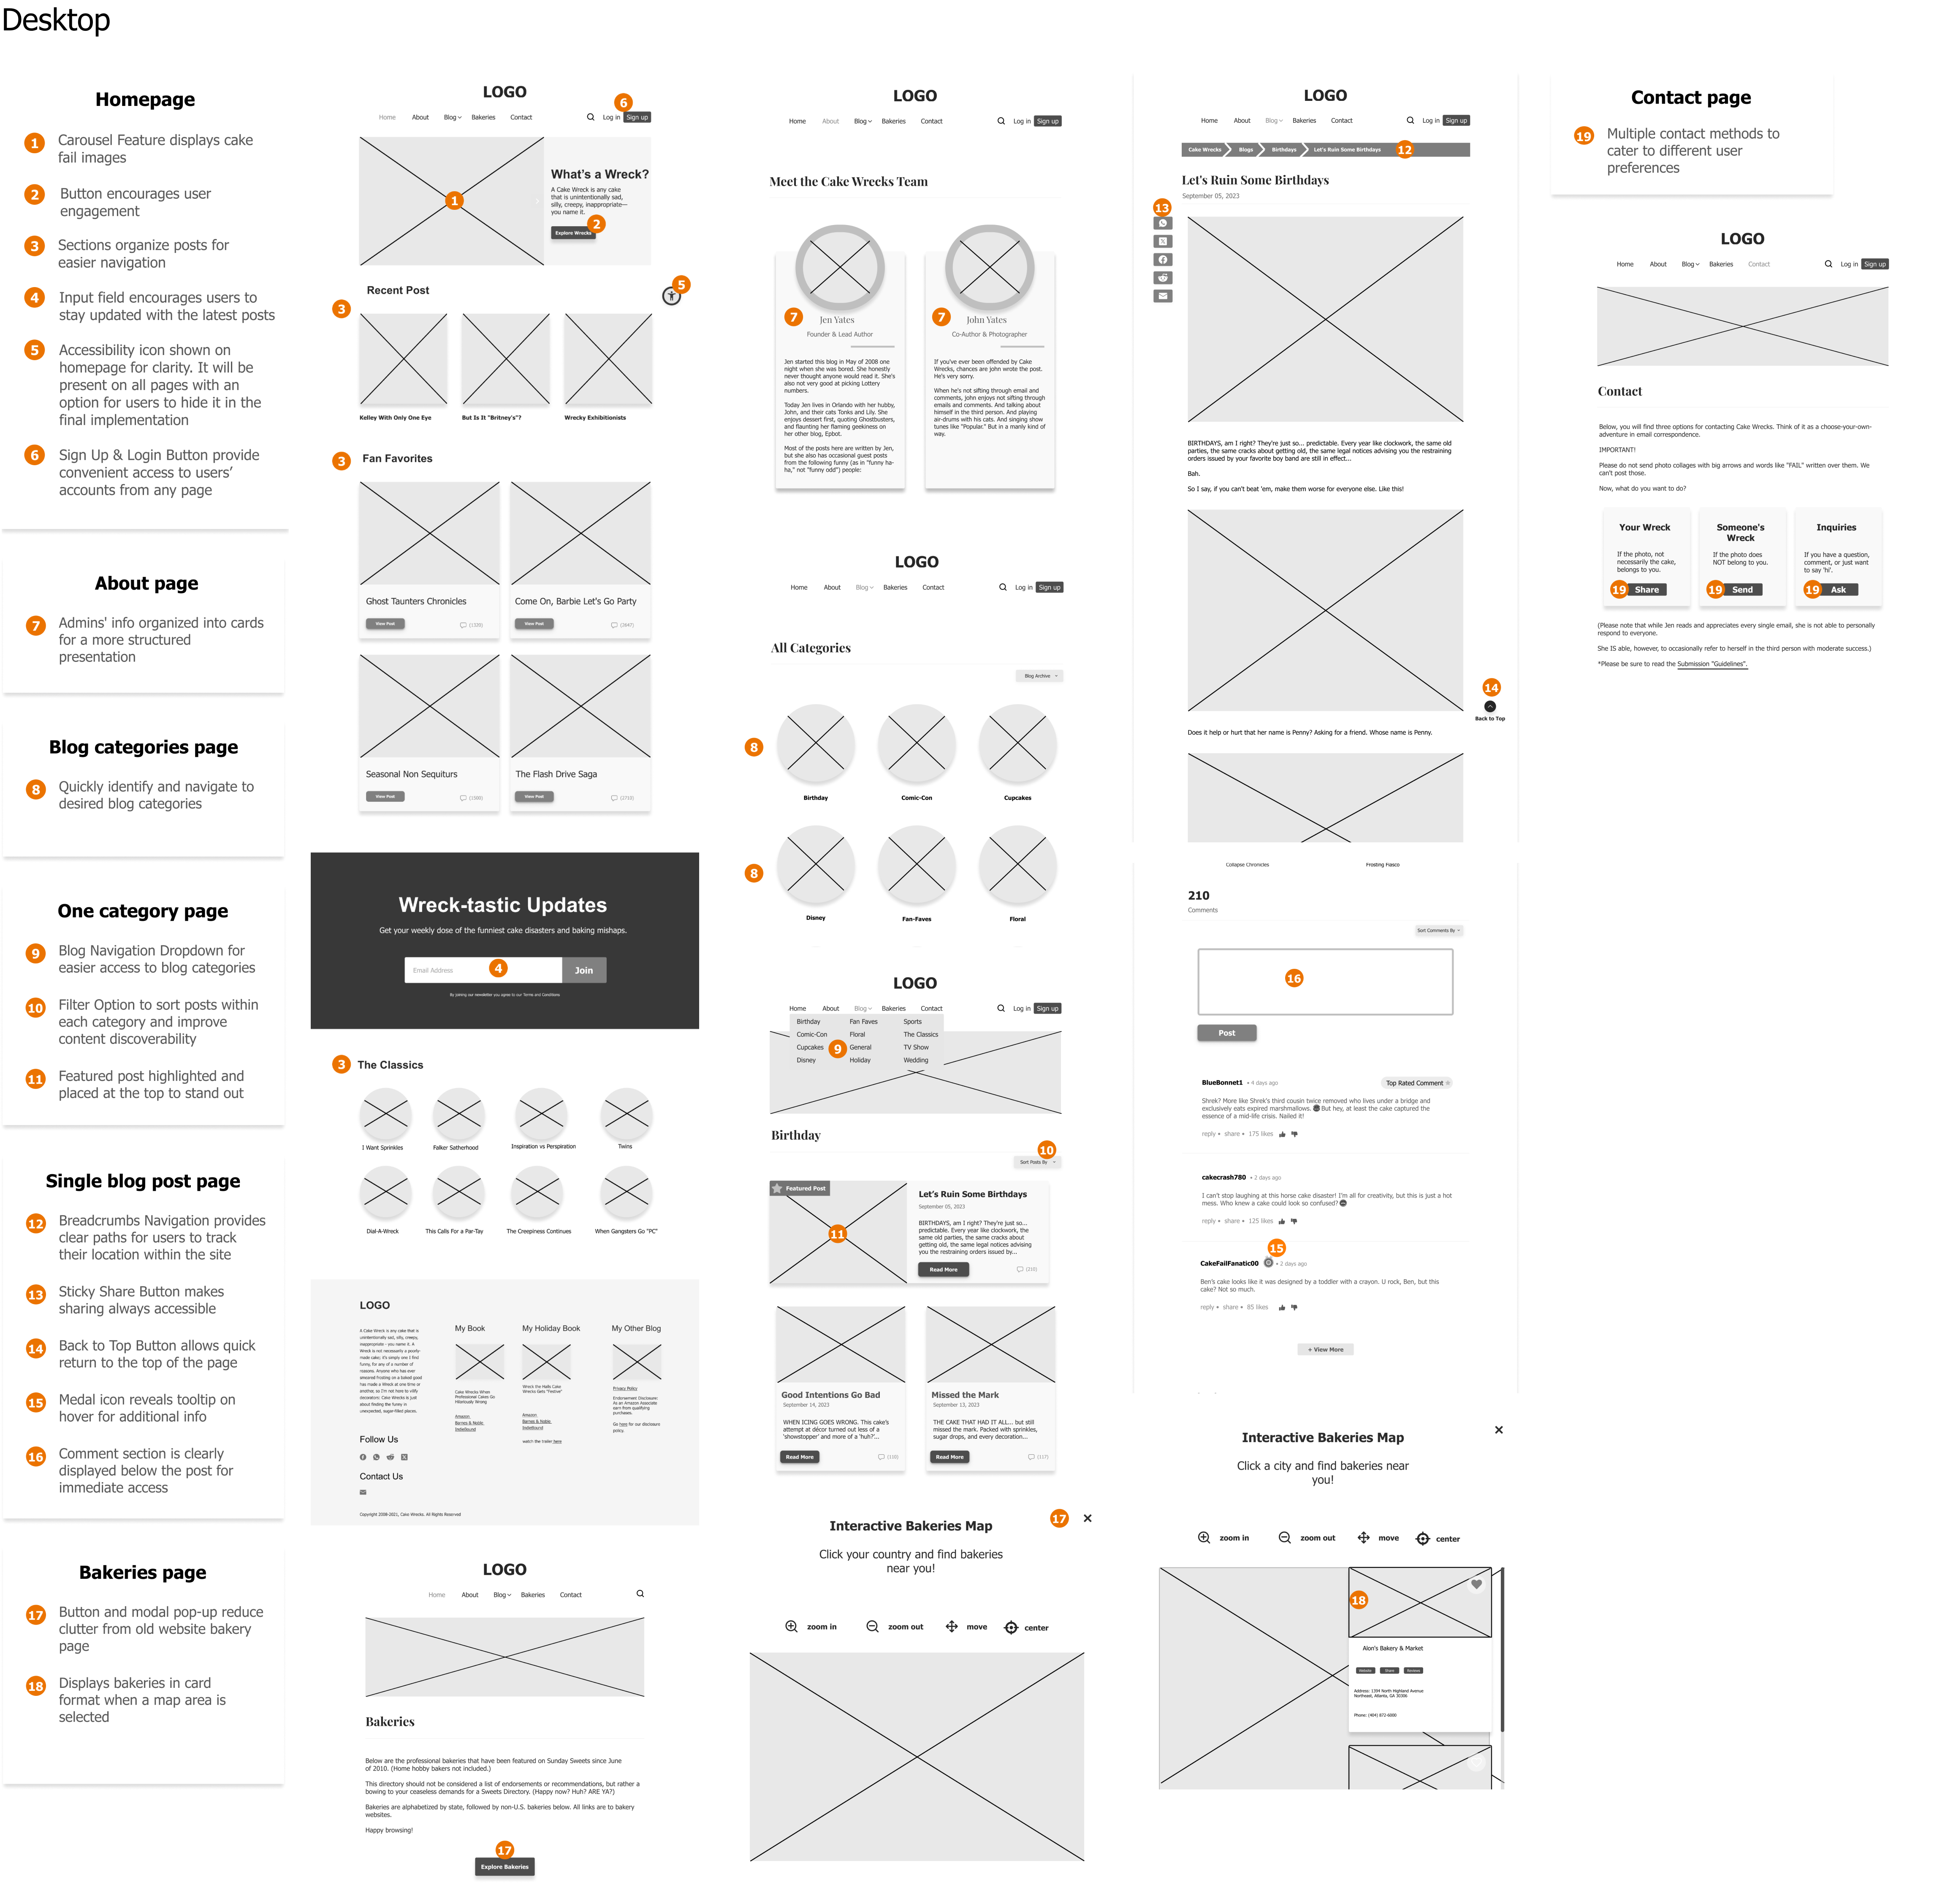 Desktop
Homepage
1
Carousel Feature displays cake
fail images
2
Button encourages user
engagement
3
Sections organize posts for
easier navigation
4
Input field encourages users to
stay updated with the latest posts
5
Accessibility icon shown on
homepage for clarity. It will be
present on all pages with an
option for users to hide it in the
final implementation
6
Sign Up & Login Button provide
convenient access to users'
accounts from any page
About page
7
Admins' info organized into cards
for a more structured
presentation
Blog categories page
8
Quickly identify and navigate to
desired blog categories
One category page
9
Blog Navigation Dropdown for
easier access to blog categories
10
Filter Option to sort posts within
each category and improve
content discoverability
11
Featured post highlighted and
placed at the top to stand out
Single blog post page
12
Breadcrumbs Navigation provides
clear paths for users to track
their location within the site
13
Sticky Share Button makes
sharing always accessible
14
Back to Top Button allows quick
return to the top of the page
15
Medal icon reveals tooltip on
hover for additional info
16
Comment section is clearly
displayed below the post for
immediate access
Bakeries page
17
Button and modal pop-up reduce
clutter from old website bakery
page
18
Displays bakeries in card
format when a map area is
selected
LOGO
6
Home About Blog Bakeries Contact Log in Sign up
1
What's a Wreck?
A Cake Wreck is any cake
that is unintentionally sad,
silly, creepy, inappropriate—
you name it.
2
Explore Wrecks
5
Recent Post
3
Kelley With Only One Eye But Is It "Britney's"? Wrecky Exhibitionists
3 Fan Favorites
Ghost Taunters Chronicles Come On, Barbie Let's Go Party
View Post (1320) View Post (2647)
Seasonal Non Sequiturs The Flash Drive Saga
View Post (1509) View Post (2710)
Wreck-tastic Updates
Get your weekly dose of the funniest cake disasters and baking mishaps.
Email Address 4 Join
By joining our newsletter you agree to our Terms and Conditions
3 The Classics
I Want Sprinkles Falker Satherhood Inspiration vs Perspiration Twins
Dial-A-Wreck This Calls For a Par-Tay The Creepiness Continues When Gangsters Go "PC"
LOGO
A Cake Wreck is any cake that is
unintentionally sad, silly, creepy,
inappropriate - you name it. A
Wreck is not necessarily a poorly-
made cake; it's simply one I find
funny, for any of a number of
reasons. Anyone who has ever
smeared frosting on a baked good
has made a Wreck at one time or
another, so I'm not here to vilify
decorators: Cake Wrecks is just
about finding the funny in
unexpected, sugar-filled places.
My Book
Cake Wrecks When
Professional Cakes Go
Hilariously Wrong
Amazon
Barnes & Noble
IndieBound
My Holiday Book
Wreck the Halls Cake
Wrecks Gets "Festive"
Amazon
Barnes & Noble
IndieBound
watch the trailer here
My Other Blog
Privacy Policy
Endorsement Disclosure:
As an Amazon Associate
earn from qualifying
purchases.
Go here for our disclosure
policy.
Follow Us
Contact Us
Copyright 2008-2021, Cake Wrecks. All Rights Reserved
LOGO
Home About Blog Bakeries Contact
Bakeries
Below are the professional bakeries that have been featured on Sunday Sweets since June
of 2010. (Home hobby bakers not included.)
This directory should not be considered a list of endorsements or recommendations, but rather a
bowing to your ceaseless demands for a Sweets Directory. (Happy now? Huh? ARE YA?)
Bakeries are alphabetized by state, followed by non-U.S. bakeries below. All links are to bakery
websites.
Happy browsing!
17
Explore Bakeries
LOGO
Home About Blog Bakeries Contact Log in Sign up
Meet the Cake Wrecks Team
7
Jen Yates
Founder & Lead Author
Jen started this blog in May of 2008 one
night when she was bored. She honestly
never thought anyone would read it. She's
also not very good at picking Lottery
numbers.
Today Jen lives in Orlando with her hubby,
John, and their cats Tonks and Lily. She
enjoys dessert first, quoting Ghostbusters,
and flaunting her flaming geekiness on
her other blog, Epbot.
Most of the posts here are written by Jen,
but she also has occasional guest posts
from the following funny (as in "funny ha-
ha," not "funny odd") people:
7
John Yates
Co-Author & Photographer
If you've ever been offended by Cake
Wrecks, chances are john wrote the post.
He's very sorry.
When he's not sifting through email and
comments, john enjoys not sifting through
emails and comments. And talking about
himself in the third person. And playing
air-drums with his cats. And singing show
tunes like "Popular." But in a manly kind of
way.
LOGO
Home About Blog Bakeries Contact Log in Sign up
All Categories
Blog Archive
8
Birthday Comic-Con Cupcakes
8
Disney Fan-Faves Floral
LOGO
Home About Blog Bakeries Contact Log in Sign up
Birthday Fan Faves Sports
Comic-Con Floral The Classics
Cupcakes 9 General TV Show
Disney Holiday Wedding
Birthday
10
Sort Posts By
Featured Post
11
Let's Ruin Some Birthdays
September 05, 2023
BIRTHDAYS, am I right? They're just so...
predictable. Every year like clockwork, the
same old parties, the same cracks about
getting old, the same legal notices advising
you the restraining orders issued by...
Read More (210)
Good Intentions Go Bad
September 14, 2023
WHEN ICING GOES WRONG. This cake's
attempt at décor turned out less of a
'showstopper' and more of a 'huh?'...
Read More (110)
Missed the Mark
September 13, 2023
THE CAKE THAT HAD IT ALL... but still
missed the mark. Packed with sprinkles,
sugar drops, and every decoration...
Read More (117)
17
Interactive Bakeries Map
Click your country and find bakeries
near you!
zoom in zoom out move center
LOGO
Home About Blog Bakeries Contact Log in Sign up
Cake Wrecks Blogs Birthdays Let's Ruin Some Birthdays 12
Let's Ruin Some Birthdays
September 05, 2023
13
BIRTHDAYS, am I right? They're just so... predictable. Every year like clockwork, the same old
parties, the same cracks about getting old, the same legal notices advising you the restraining
orders issued by your favorite boy band are still in effect...
Bah.
So I say, if you can't beat 'em, make them worse for everyone else. Like this!
14
Back to Top
Does it help or hurt that her name is Penny? Asking for a friend. Whose name is Penny.
Collapse Chronicles Frosting Fiasco
210
Comments
Sort Comments By
16
Post
BlueBonnet1 • 4 days ago Top Rated Comment
Shrek? More like Shrek's third cousin twice removed who lives under a bridge and
exclusively eats expired marshmallows. But hey, at least the cake captured the
essence of a mid-life crisis. Nailed it!
reply • share • 175 likes
cakecrash780 • 2 days ago
I can't stop laughing at this horse cake disaster! I'm all for creativity, but this is just a hot
mess. Who knew a cake could look so confused?
reply • share • 125 likes
15
CakeFailFanatic00 • 2 days ago
Ben's cake looks like it was designed by a toddler with a crayon. U rock, Ben, but this
cake? Not so much.
reply • share • 85 likes
+ View More
Interactive Bakeries Map
Click a city and find bakeries near
you!
zoom in zoom out move center
18
Alon's Bakery & Market
Website Share Reviews
Address: 1394 North Highland Avenue
Northeast, Atlanta, GA 30306
Phone: (404) 872-6000
Contact page
19
Multiple contact methods to
cater to different user
preferences
LOGO
Home About Blog Bakeries Contact Log in Sign up
Contact
Below, you will find three options for contacting Cake Wrecks. Think of it as a choose-your-own-
adventure in email correspondence.
IMPORTANT!
Please do not send photo collages with big arrows and words like "FAIL" written over them. We
can't post those.
Now, what do you want to do?
Your Wreck
If the photo, not
necessarily the cake,
belongs to you.
19 Share
Someone's
Wreck
If the photo does
NOT belong to you.
19 Send
Inquiries
If you have a question,
comment, or just want
to say 'hi'.
19 Ask
(Please note that while Jen reads and appreciates every single email, she is not able to personally
respond to everyone.
She IS able, however, to occasionally refer to herself in the third person with moderate success.)
*Please be sure to read the Submission "Guidelines".